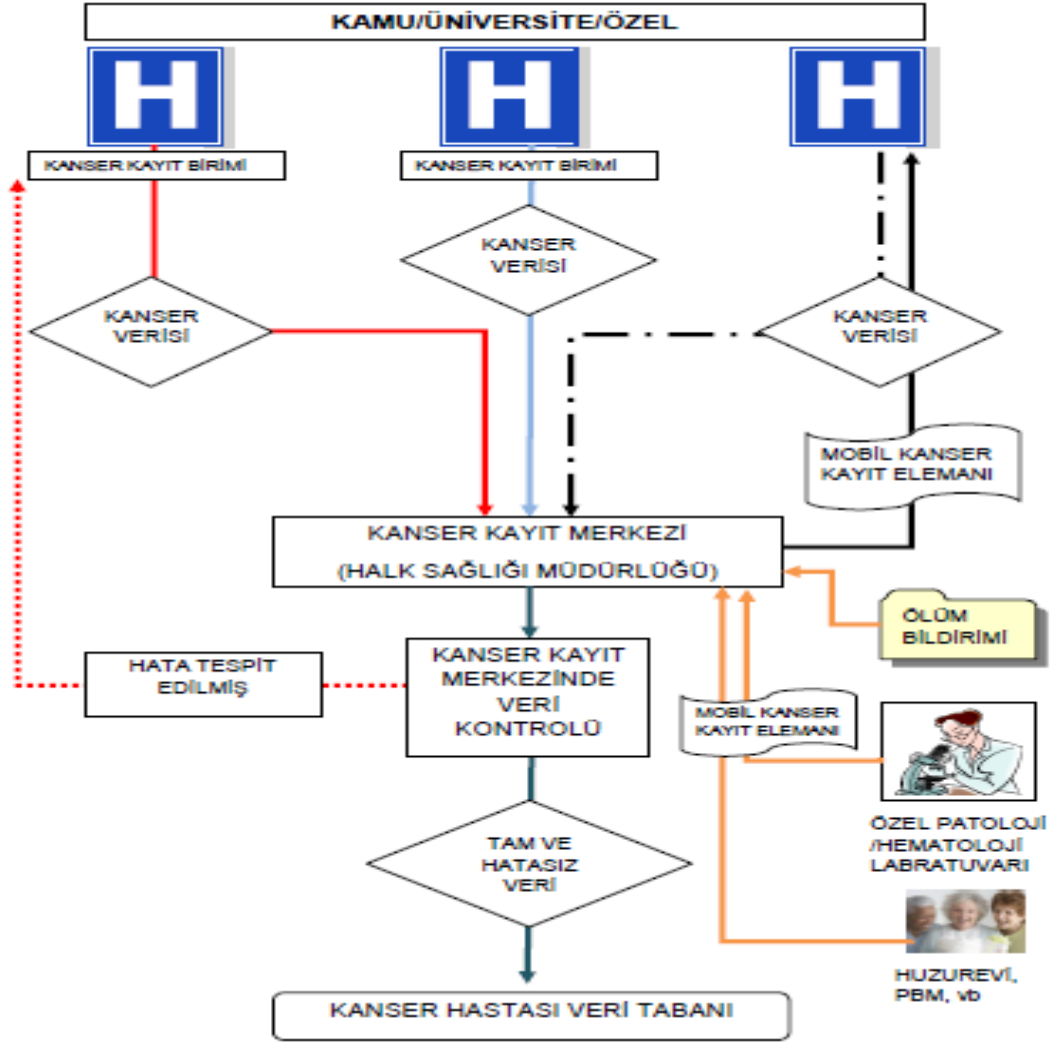 KAMU/ÜNİVERSİTE/ÖZEL
H
H
H
KANSER KAYIT BİRİMİ
KANSER KAYIT BİRİMİ
KANSER
VERİSİ
KANSER
VERİSİ
KANSER
VERİSİ
MOBİL KANSER
KAYIT ELEMANI
KANSER KAYIT MERKEZİ
(HALK SAĞLIĞI MÜDÜRLÜĞÜ)
ÖLÜM
BİLDİRİMİ
HATA TESPİT
EDİLMİŞ
KANSER KAYIT
MERKEZİNDE
VERİ
KONTROLÜ
MOBİL KANSER
KAYIT ELEMANI
ÖZEL PATOLOJİ
/HEMATOLOJİ
LABRATUVARI
TAM VE
HATASIZ
VERİ
HUZUREVİ,
PBM, vb
KANSER HASTASI VERİ TABANI